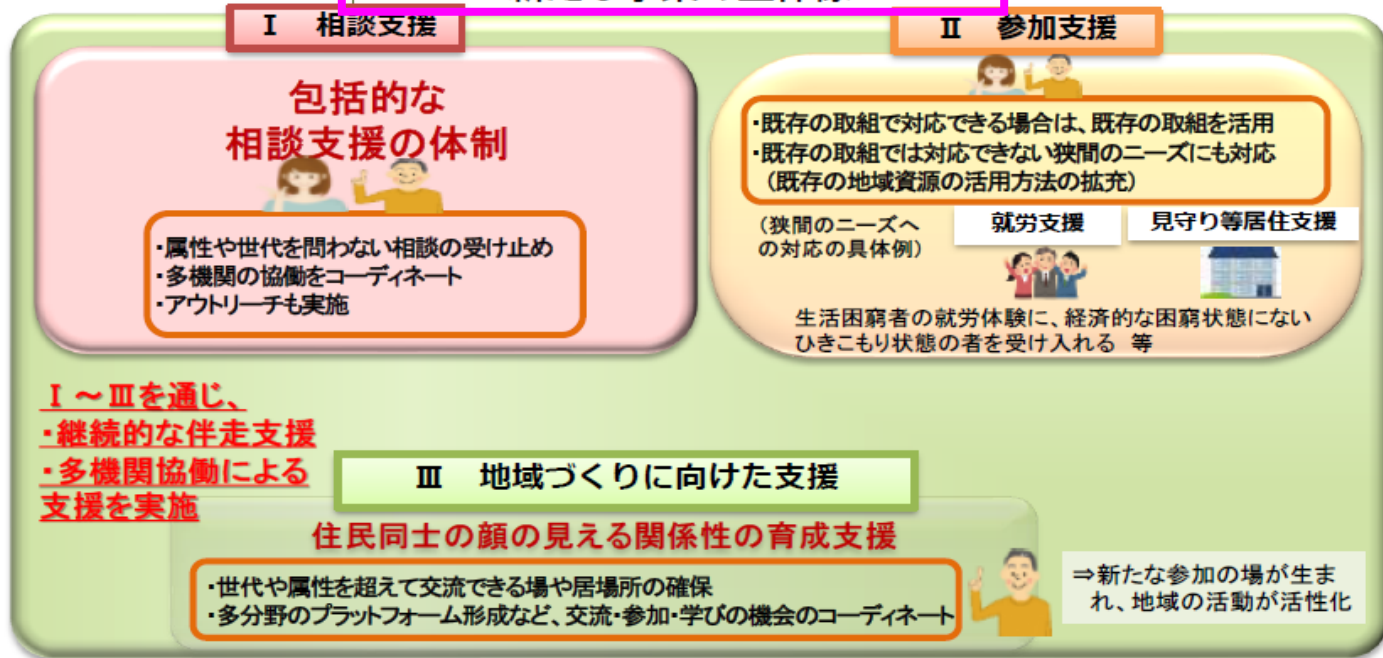 Ⅰ 相談支援
包括的な
相談支援の体制
・属性や世代を問わない相談の受け止め
・多機関の協働をコーディネート
・アウトリーチも実施
Ⅱ 参加支援
・既存の取組で対応できる場合は、既存の取組を活用
・既存の取組では対応できない狭間のニーズにも対応
（既存の地域資源の活用方法の拡充）
（狭間のニーズへ
の対応の具体例）
就労支援
見守り等居住支援
生活困窮者の就労体験に、経済的な困窮状態にない
ひきこもり状態の者を受け入れる 等
Ⅰ～Ⅲを通じ、
・継続的な伴走支援
・多機関協働による
支援を実施
Ⅲ 地域づくりに向けた支援
住民同士の顔の見える関係性の育成支援
・世代や属性を超えて交流できる場や居場所の確保
・多分野のプラットフォーム形成など、交流・参加・学びの機会のコーディネート
⇒新たな参加の場が生ま
れ、地域の活動が活性化